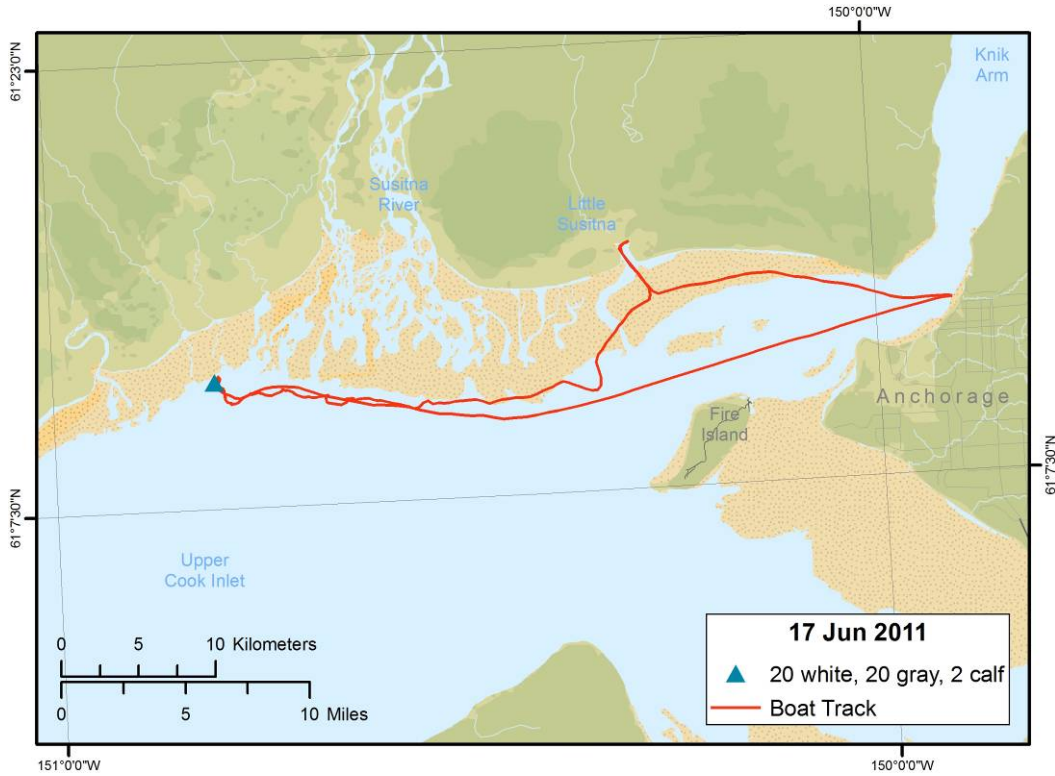 150°0'0"W
Knik
Arm
61°23'0"N
Susitna
River
Little
Susitna
Anchorage
Fire
Island
61°7'30"N
61°7'30"N
Upper
Cook Inlet
0 5 10 Kilometers
0 5 10 Miles
17 Jun 2011
20 white, 20 gray, 2 calf
Boat Track
151°0'0"W
150°0'0"W